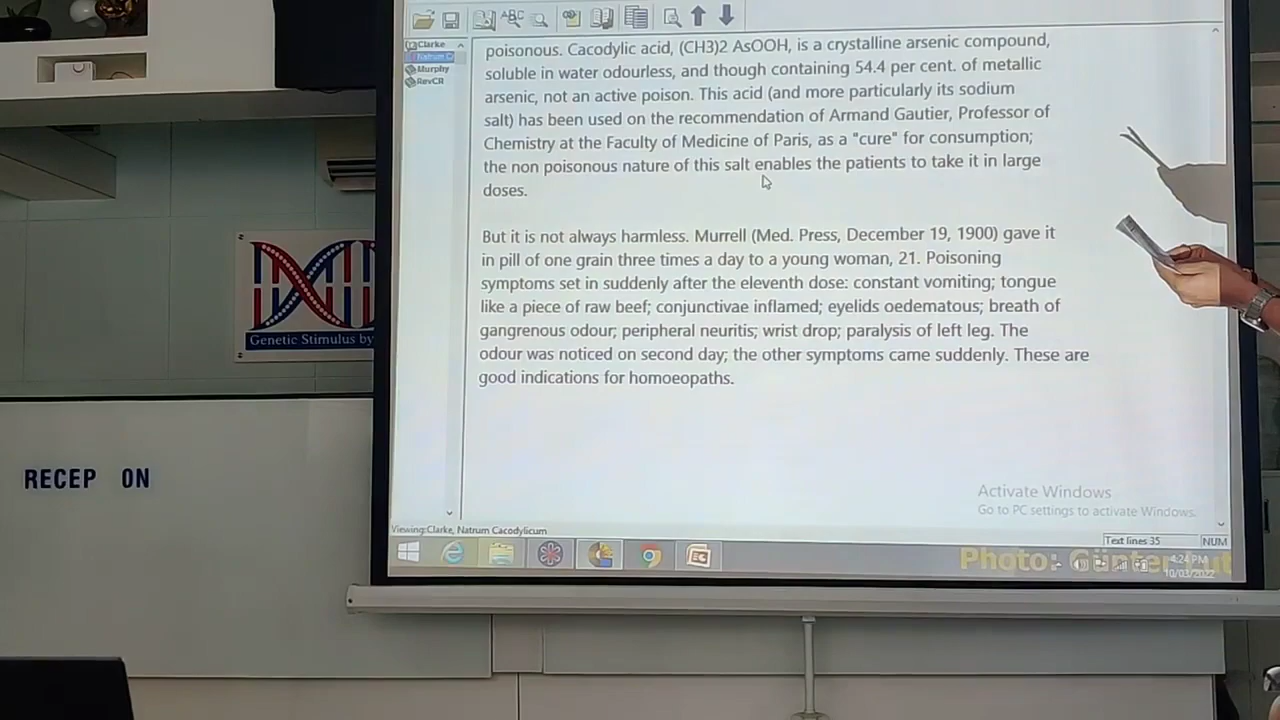 ABC
Clarke
Murphy
RevCR
poisonous. Cacodylic acid, (CH3)2 AsOOH, is a crystalline arsenic compound,
soluble in water odourless, and though containing 54.4 per cent. of metallic
arsenic, not an active poison. This acid (and more particularly its sodium
salt) has been used on the recommendation of Armand Gautier, Professor of
Chemistry at the Faculty of Medicine of Paris, as a "cure" for consumption;
the non poisonous nature of this salt enables the patients to take it in large
doses.
But it is not always harmless. Murrell (Med. Press, December 19, 1900) gave it
in pill of one grain three times a day to a young woman, 21. Poisoning
symptoms set in suddenly after the eleventh dose: constant vomiting; tongue
like a piece of raw beef; conjunctivae inflamed; eyelids oedematous; breath of
gangrenous odour; peripheral neuritis; wrist drop; paralysis of left leg. The
odour was noticed on second day; the other symptoms came suddenly. These are
good indications for homoeopaths.
Genetic Stimulus by
RECEP ON
Activate Windows
Go to PC settings to activate Windows.
Viewing:Clarke, Natrum Cacodylicum
Text lines 35 NUM
Photo:
4:24 PM
10/03/2022